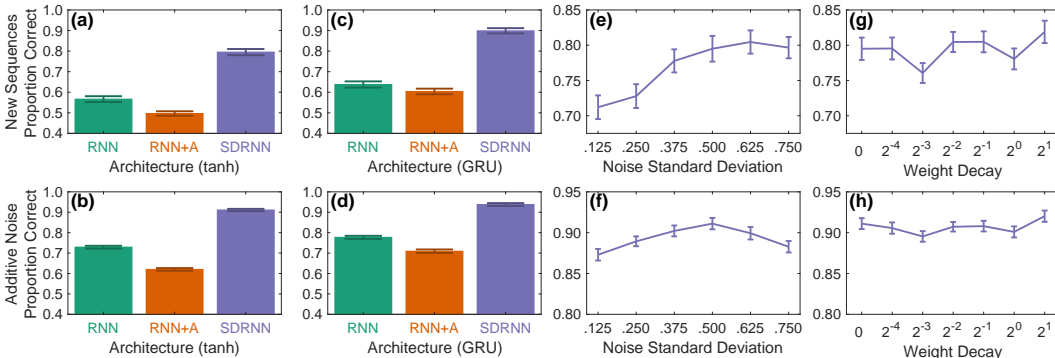 (a)
New Sequences
Proportion Correct
1.0
0.9
0.8
0.7
0.6
0.5
0.4
RNN RNN+A SDRNN
Architecture (tanh)
(c)
1.0
0.9
0.8
0.7
0.6
0.5
0.4
RNN RNN+A SDRNN
Architecture (GRU)
(e)
0.80
0.75
0.70
.125 .250 .375 .500 .625 .750
Noise Standard Deviation
(g)
0.80
0.75
0.70
0 2^-4 2^-3 2^-2 2^-1 2^0 2^1
Weight Decay
(b)
Additive Noise
Proportion Correct
1.0
0.9
0.8
0.7
0.6
0.5
0.4
RNN RNN+A SDRNN
Architecture (tanh)
(d)
1.0
0.9
0.8
0.7
0.6
0.5
0.4
RNN RNN+A SDRNN
Architecture (GRU)
(f)
0.95
0.90
0.85
.125 .250 .375 .500 .625 .750
Noise Standard Deviation
(h)
0.95
0.90
0.85
0 2^-4 2^-3 2^-2 2^-1 2^0 2^1
Weight Decay